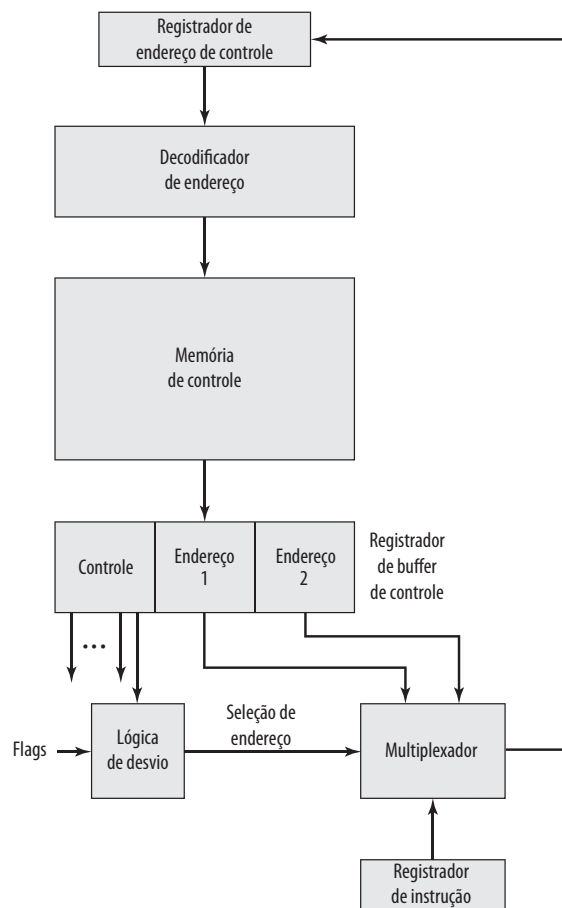 Registrador de
endereço de controle
Decodificador
de endereço
Memória
de controle
Controle
Endereço
1
Endereço
2
Registrador
de buffer
de controle
...
Flags
Lógica
de desvio
Seleção de
endereço
Multiplexador
Registrador
de instrução